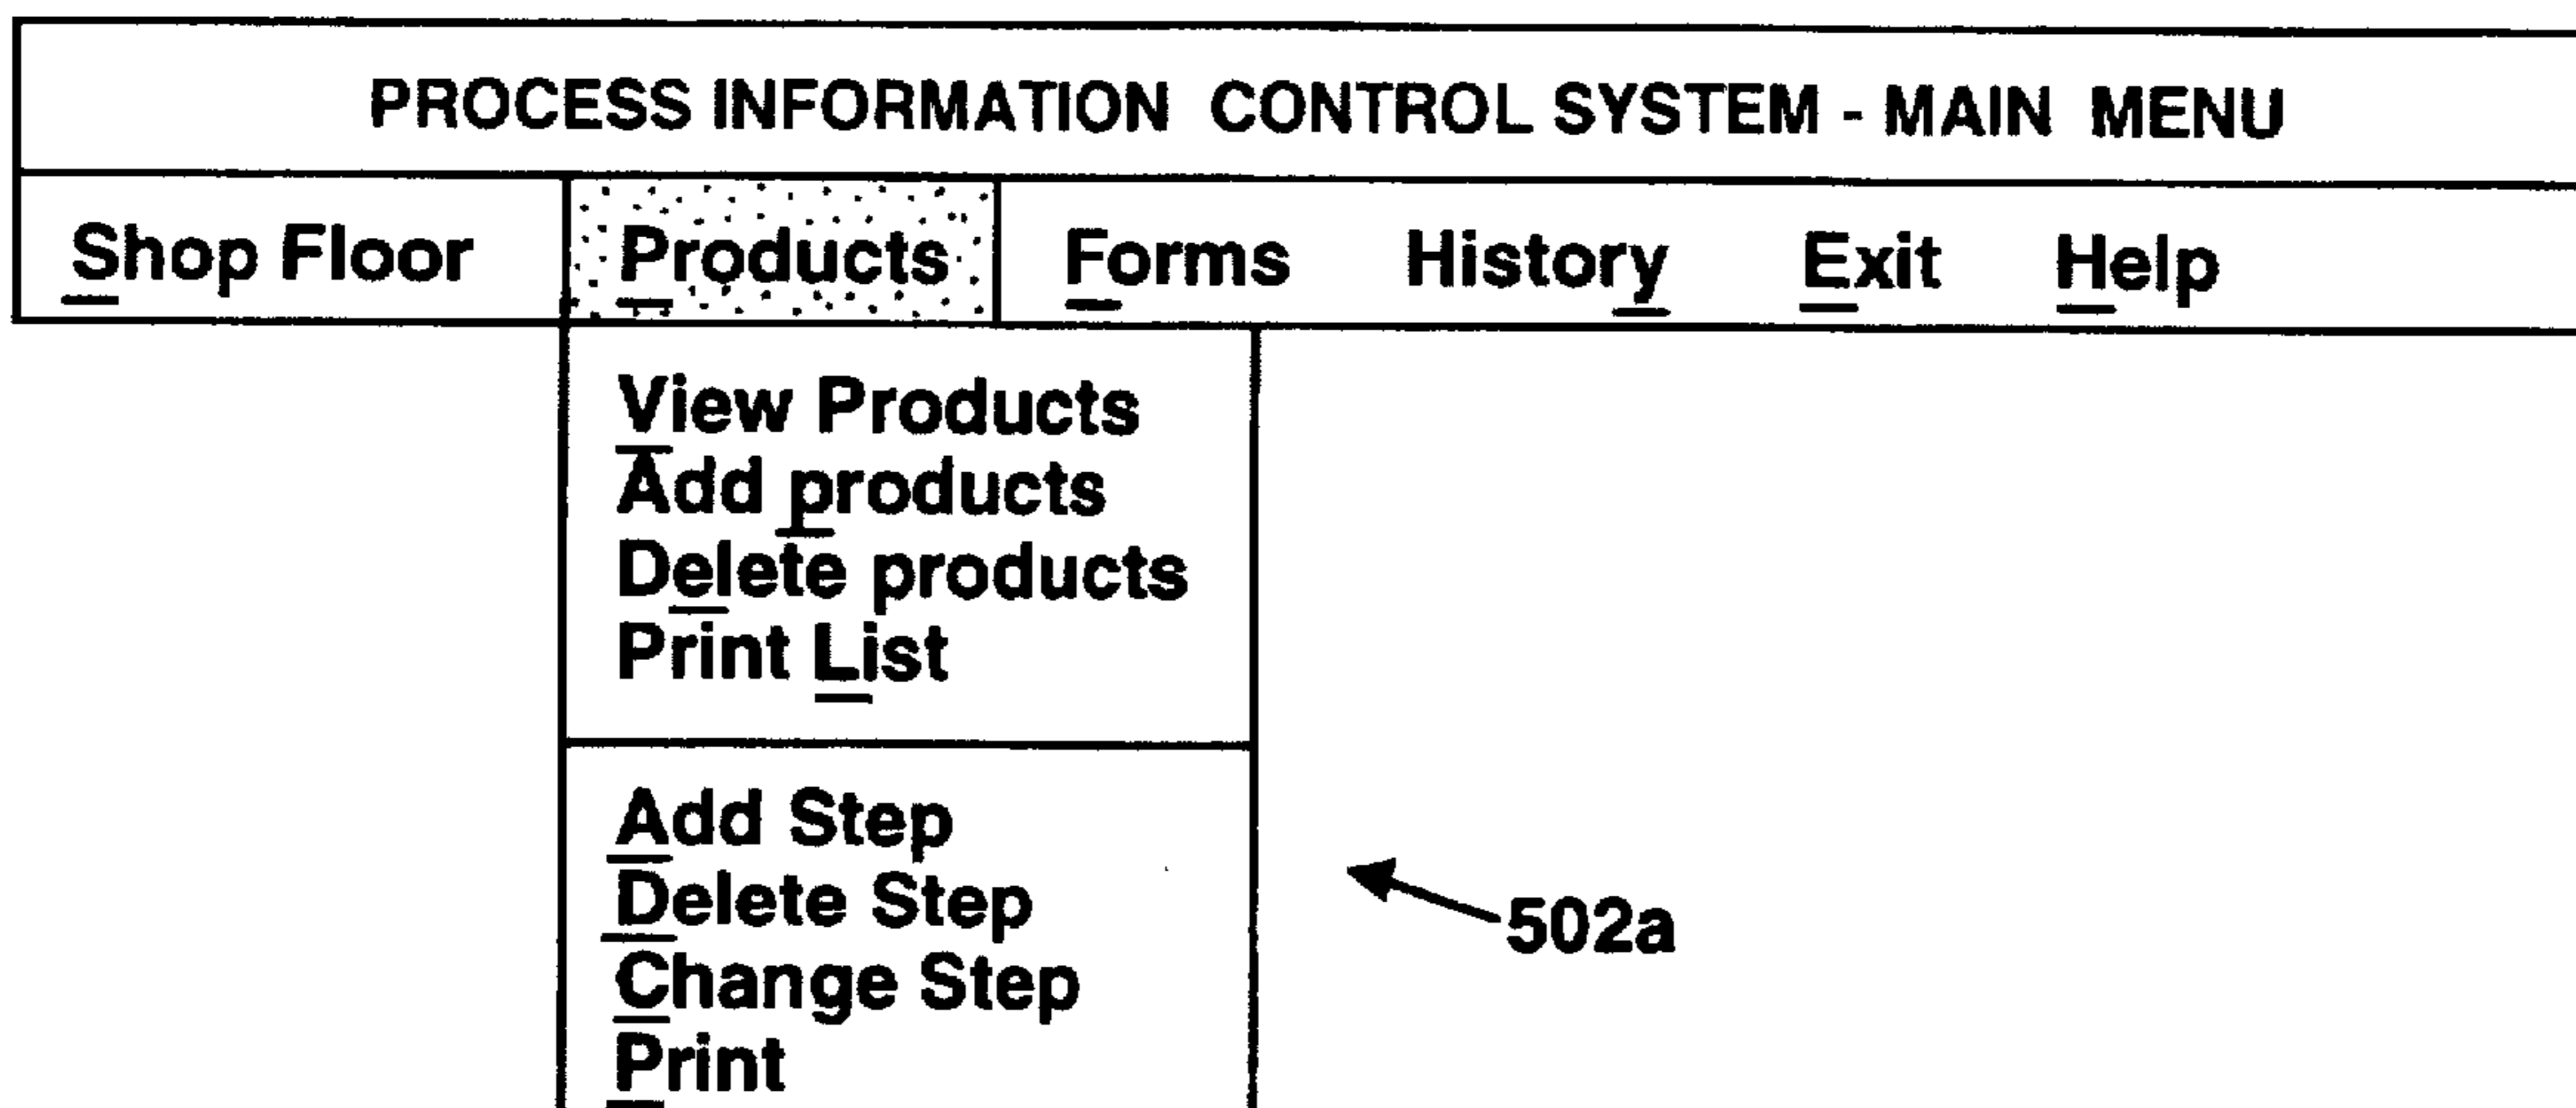 PROCESS INFORMATION CONTROL SYSTEM - MAIN MENU
Shop Floor Products Forms History Exit Help
View Products
Add products
Delete products
Print List
Add Step
Delete Step
Change Step
Print
502a